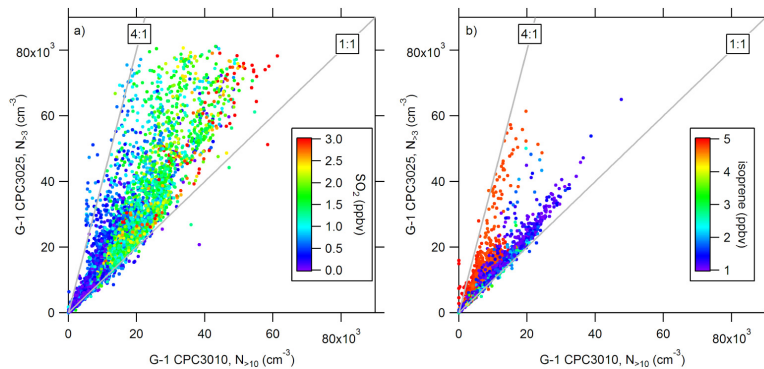 a)
4:1
1:1
80x10³
60
40
20
0
G-1 CPC3025, N>3 (cm⁻³)
3.0
2.5
2.0
1.5
1.0
0.5
0.0
SO₂ (ppbv)
0 20 40 60 80x10³
G-1 CPC3010, N>10 (cm⁻³)
b)
4:1
1:1
80x10³
60
40
20
0
G-1 CPC3025, N>3 (cm⁻³)
5
4
3
2
1
isoprene (ppbv)
0 20 40 60 80x10³
G-1 CPC3010, N>10 (cm⁻³)